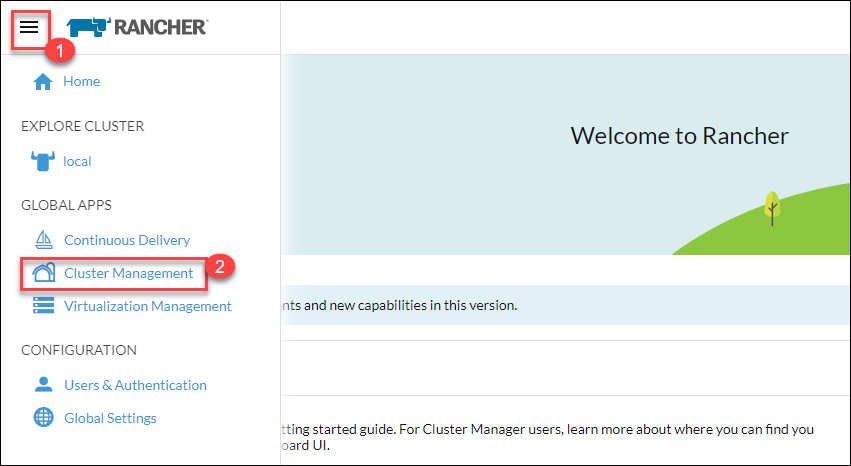 RANCHER
1
Home
EXPLORE CLUSTER
local
GLOBAL APPS
Continuous Delivery
Cluster Management
2
Virtualization Management
CONFIGURATION
Users & Authentication
Global Settings
Welcome to Rancher
nts and new capabilities in this version.
tting started guide. For Cluster Manager users, learn more about where you can find you
oard UI.